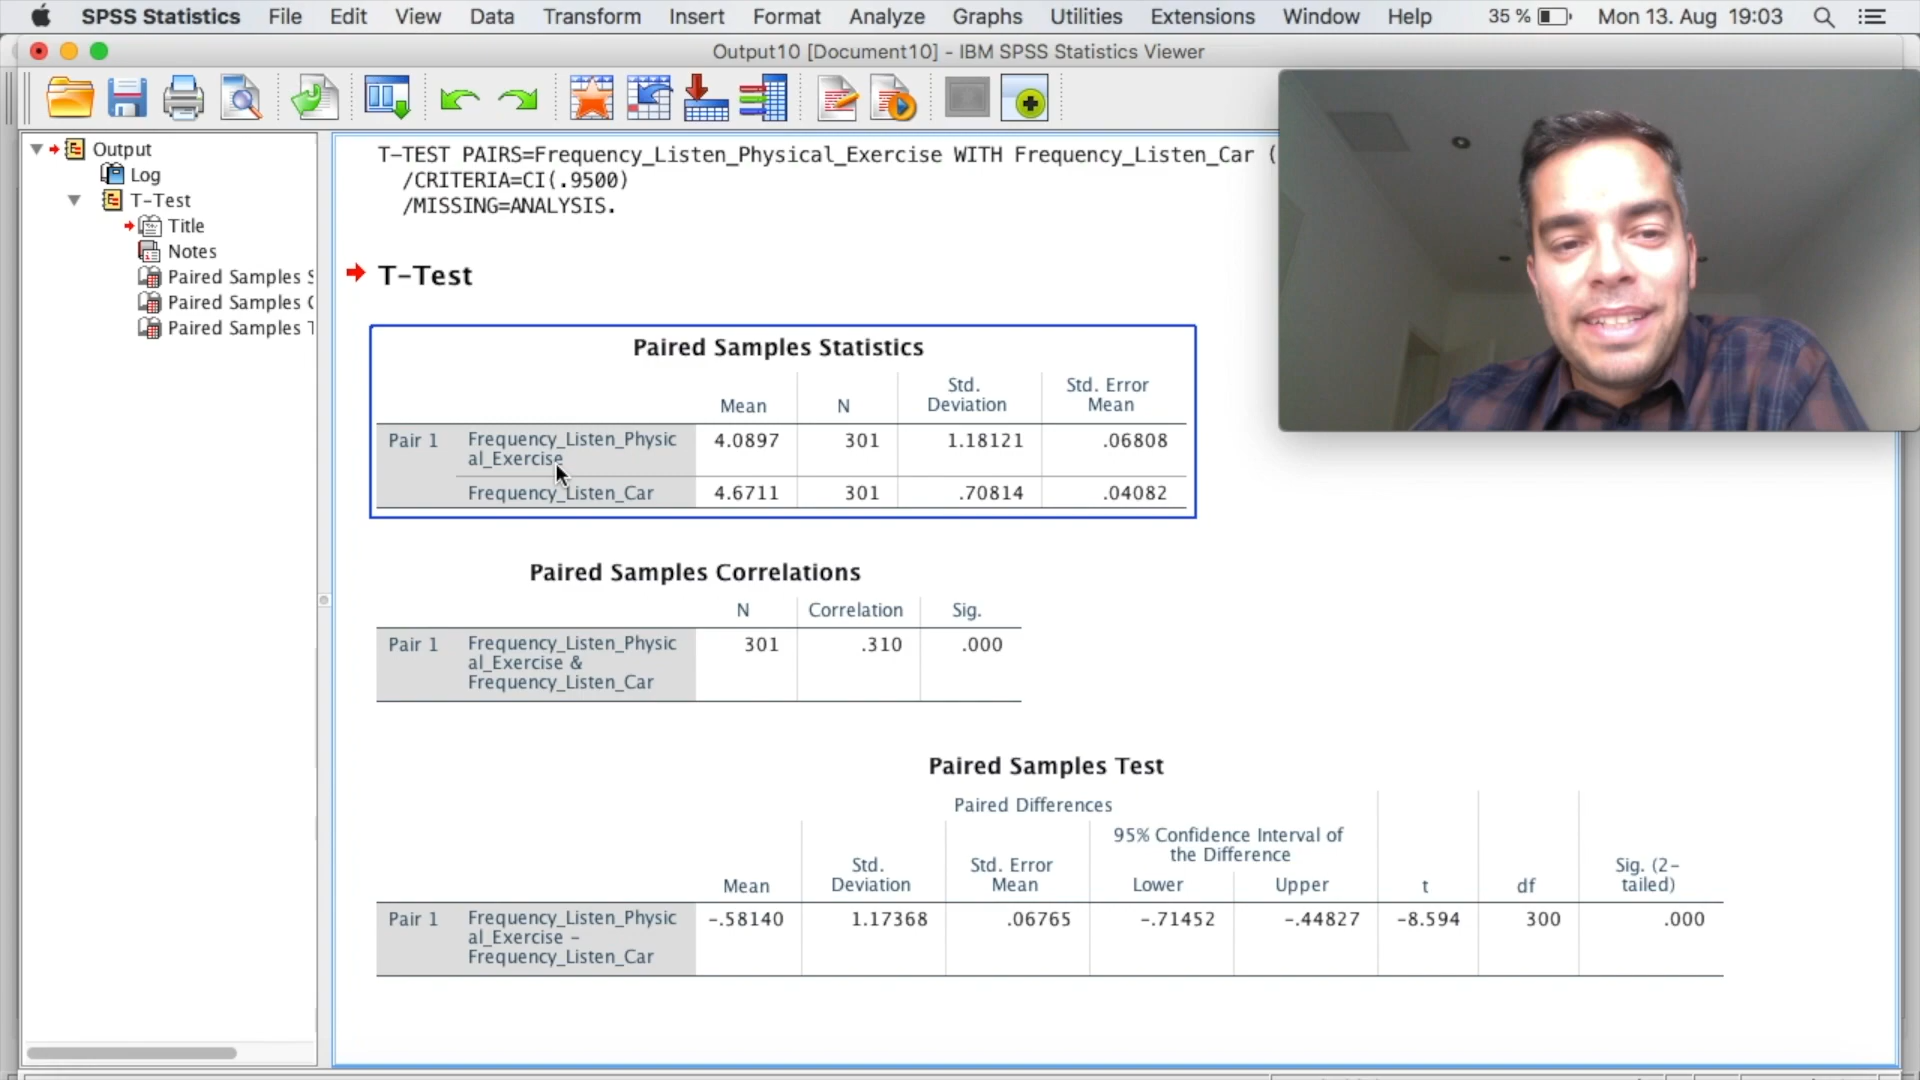 SPSS Statistics File Edit View Data Transform Insert Format Analyze Graphs Utilities Extensions Window Help 35 % Mon 13. Aug 19:03
Output10 [Document10] - IBM SPSS Statistics Viewer
Output
Log
T-Test
Title
Notes
Paired Samples S
Paired Samples C
Paired Samples T
T-TEST PAIRS=Frequency_Listen_Physical_Exercise WITH Frequency_Listen_Car (
/CRITERIA=CI(.9500)
/MISSING=ANALYSIS.
T-Test
Paired Samples Statistics
Mean N Std. Deviation Std. Error Mean
Pair 1 Frequency_Listen_Physic 4.0897 301 1.18121 .06808
al_Exercise
Frequency_Listen_Car 4.6711 301 .70814 .04082
Paired Samples Correlations
N Correlation Sig.
Pair 1 Frequency_Listen_Physic 301 .310 .000
al_Exercise &
Frequency_Listen_Car
Paired Samples Test
Paired Differences
95% Confidence Interval of
the Difference
Mean Std. Deviation Std. Error Mean Lower Upper t df Sig. (2-tailed)
Pair 1 Frequency_Listen_Physic -.58140 1.17368 .06765 -.71452 -.44827 -8.594 300 .000
al_Exercise -
Frequency_Listen_Car